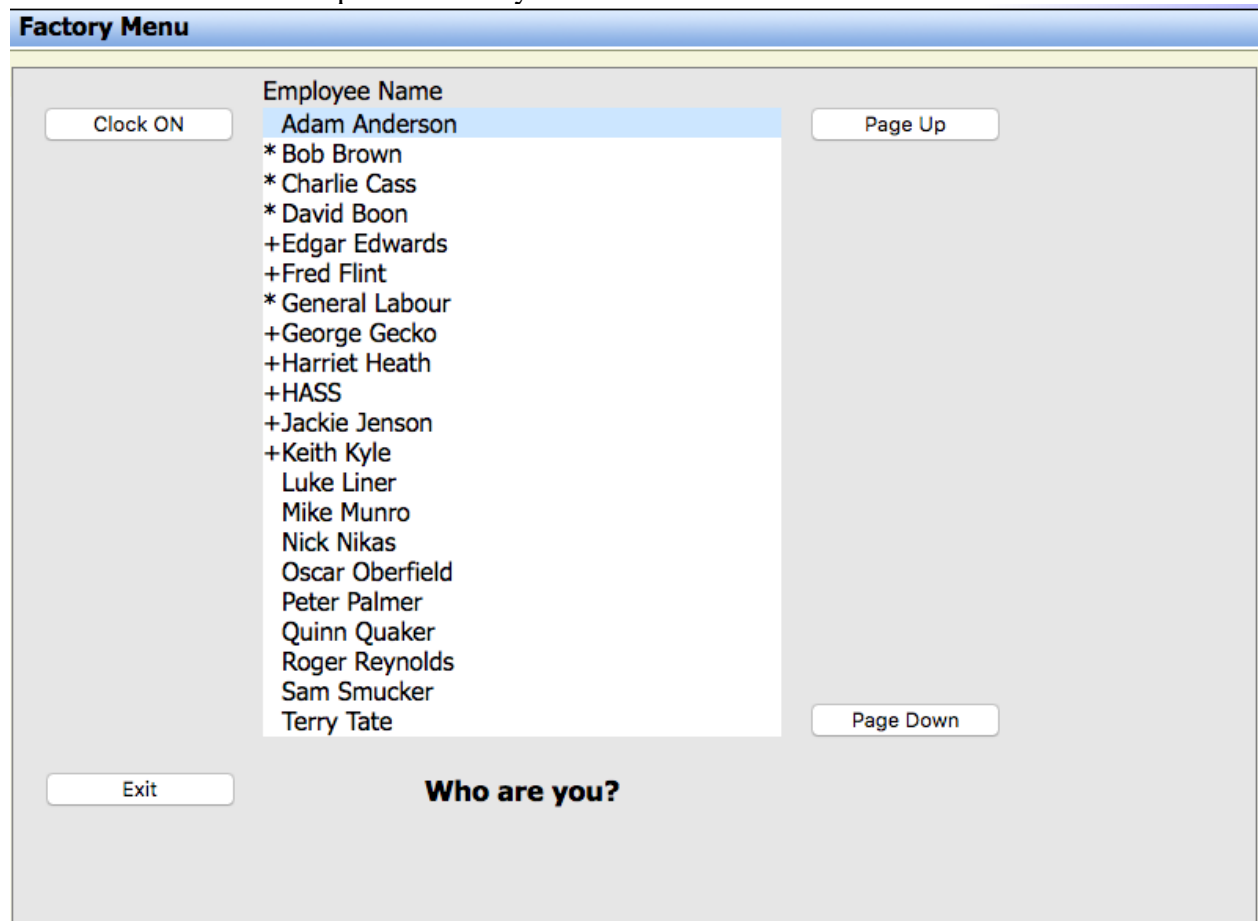 Factory Menu
Employee Name
Clock ON
Adam Anderson
Page Up
* Bob Brown
* Charlie Cass
* David Boon
+Edgar Edwards
+Fred Flint
* General Labour
+George Gecko
+Harriet Heath
+HASS
+Jackie Jenson
+Keith Kyle
Luke Liner
Mike Munro
Nick Nikas
Oscar Oberfield
Peter Palmer
Quinn Quaker
Roger Reynolds
Sam Smucker
Terry Tate
Page Down
Exit
Who are you?